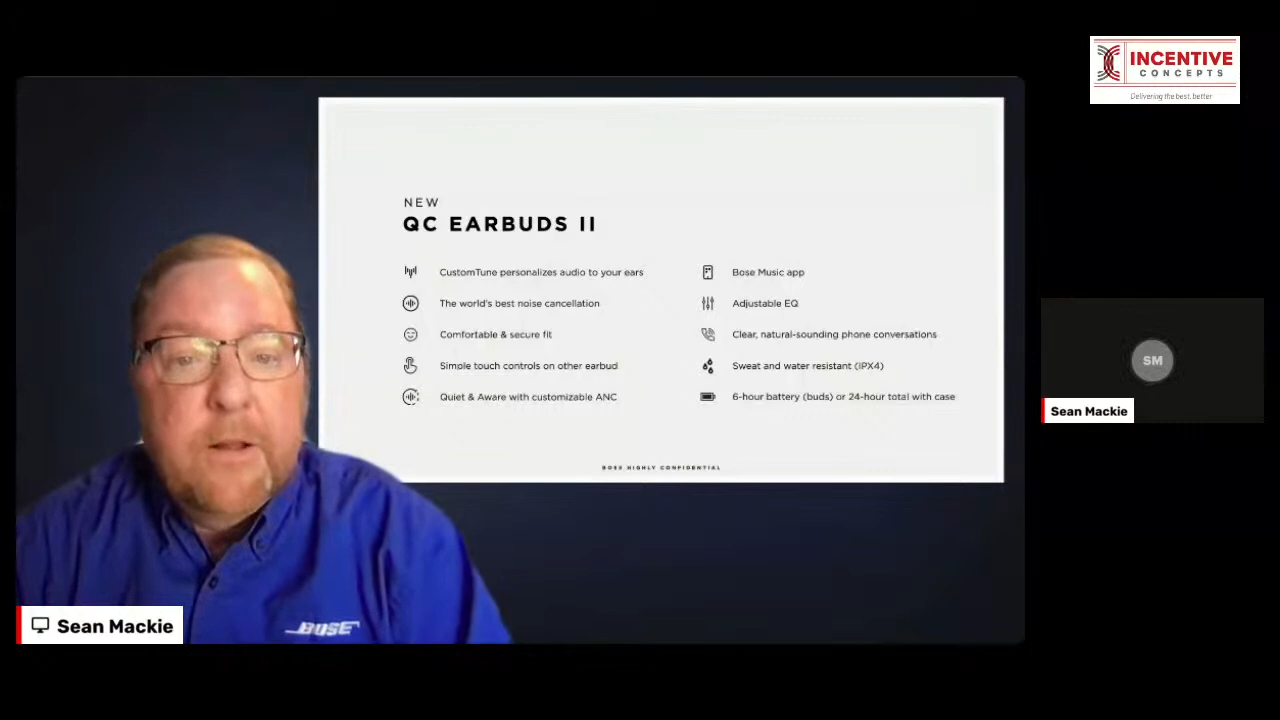 INCENTIVE
CONCEPTS
Delivering the best, better
NEW
QC EARBUDS II
CustomTune personalizes audio to your ears
The world's best noise cancellation
Comfortable & secure fit
Simple touch controls on other earbud
Quiet & Aware with customizable ANC
Bose Music app
Adjustable EQ
Clear, natural-sounding phone conversations
Sweat and water resistant (IPX4)
6-hour battery (buds) or 24-hour total with case
BOSE HIGHLY CONFIDENTIAL
SM
Sean Mackie
BOSE
Sean Mackie